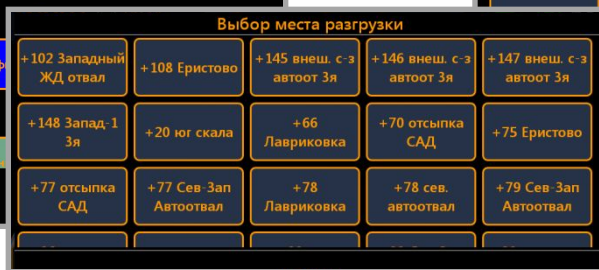 Выбор места разгрузки
+102 Западный
ЖД отвал
+108 Еристово
+145 внеш. с-з
автоот 3я
+146 внеш. с-з
автоот 3я
+147 внеш. с-з
автоот 3я
+148 Запад-1
3я
+20 юг скала
+66
Лавриковка
+70 отсыпка
САД
+75 Еристово
+77 отсыпка
САД
+77 Сев-Зап
Автоотвал
+78
Лавриковка
+78 сев.
автоотвал
+79 Сев-Зап
Автоотвал